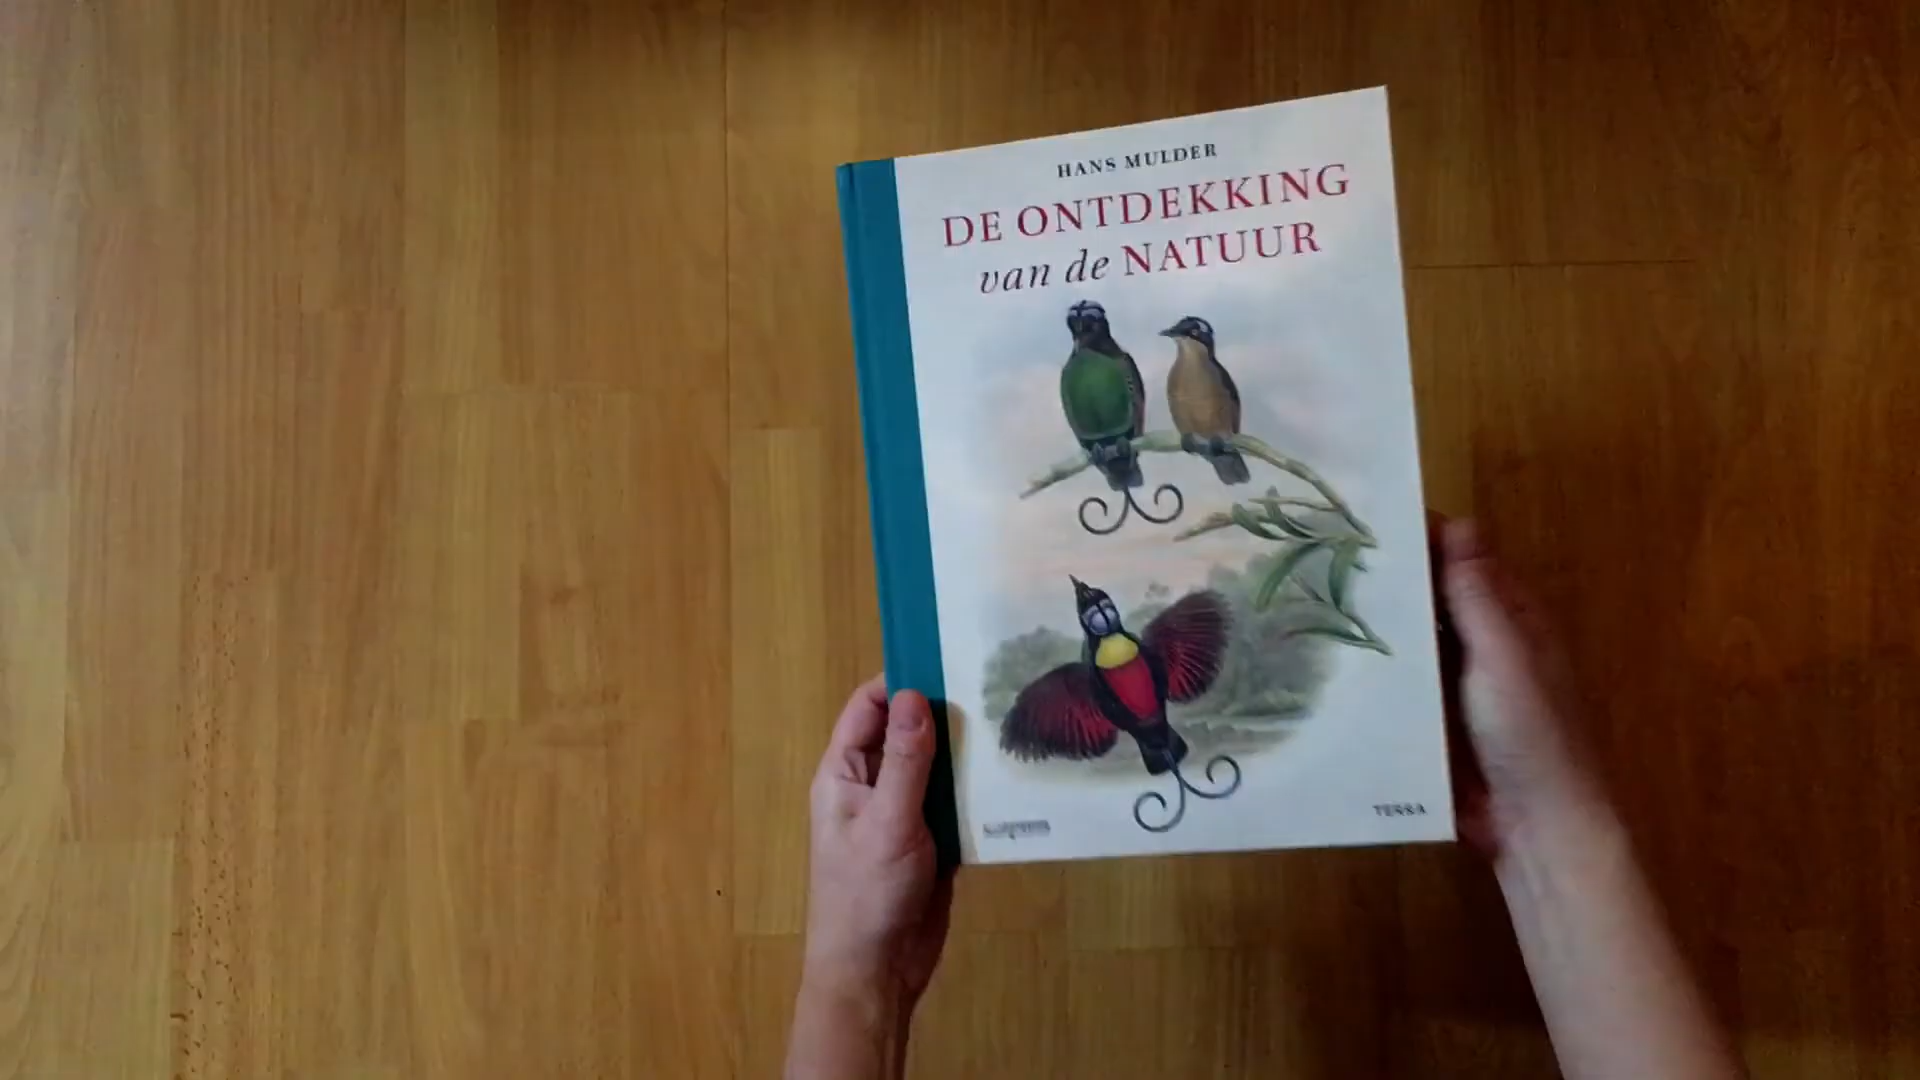 HANS MULDER
DE ONTDEKKING
van de NATUUR
TERRA